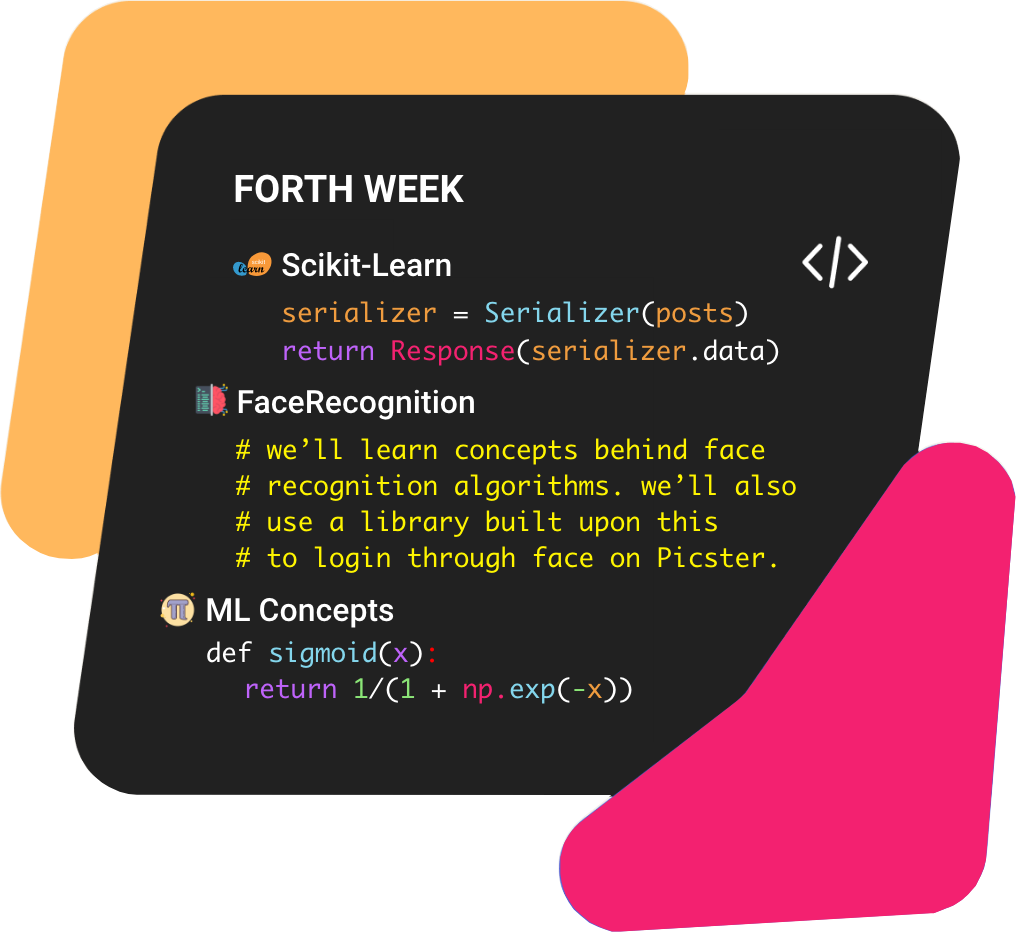 FORTH WEEK
scikit
learn
Scikit-Learn
</>
serializer = Serializer(posts)
return Response(serializer.data)
FaceRecognition
# we’ll learn concepts behind face
# recognition algorithms. we’ll also
# use a library built upon this
# to login through face on Picster.
π
ML Concepts
def sigmoid(x):
return 1/(1 + np.exp(-x))